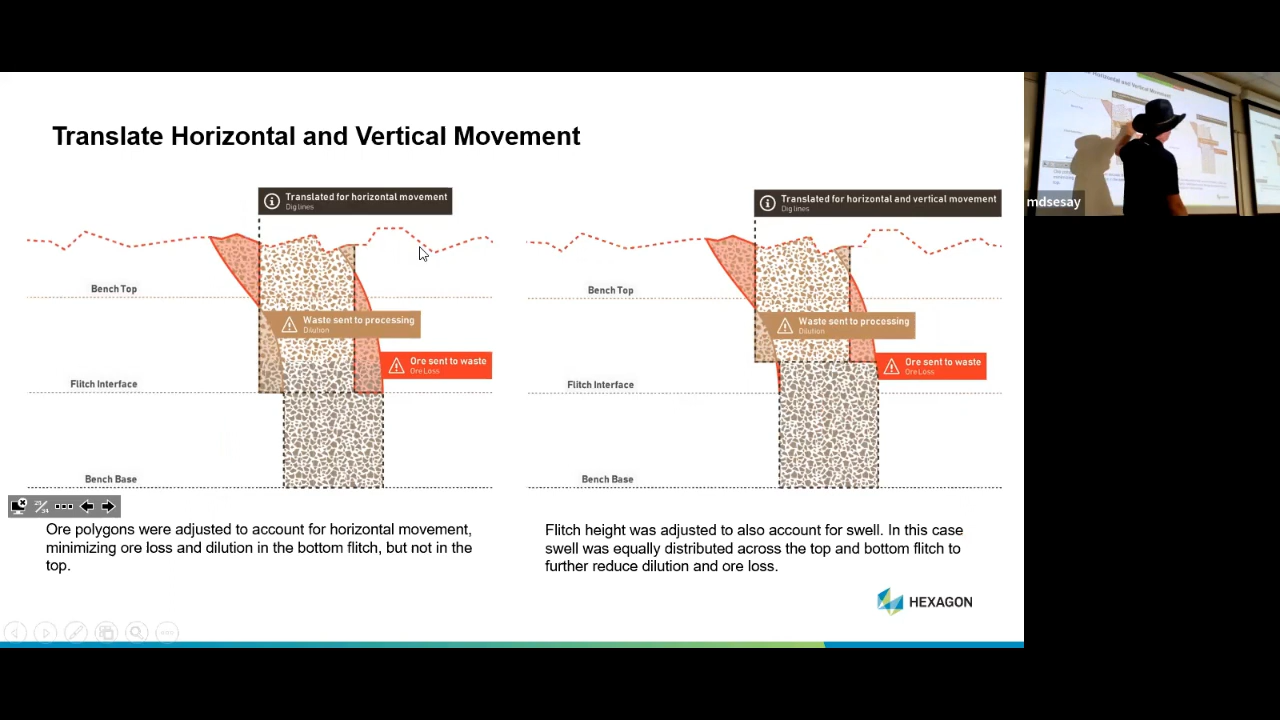 Translate Horizontal and Vertical Movement
Translated for horizontal movement
Dig lines
Bench Top
Waste sent to processing
Dilution
Ore sent to waste
Ore Loss
Flitch Interface
Bench Base
Ore polygons were adjusted to account for horizontal movement,
minimizing ore loss and dilution in the bottom flitch, but not in the
top.
Translated for horizontal and vertical movement
Dig lines
Bench Top
Waste sent to processing
Dilution
Ore sent to waste
Ore Loss
Flitch Interface
Bench Base
Flitch height was adjusted to also account for swell. In this case
swell was equally distributed across the top and bottom flitch to
further reduce dilution and ore loss.
HEXAGON
mdsesay